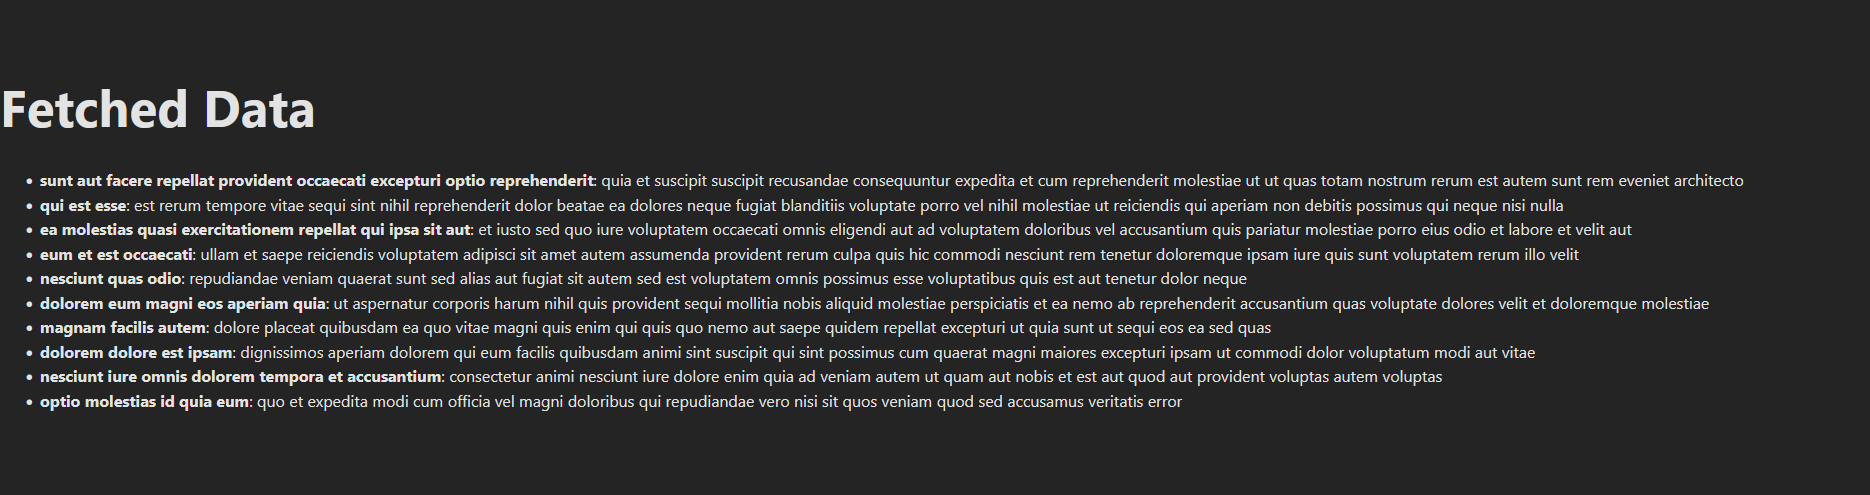 Fetched Data
• sunt aut facere repellat provident occaecati excepturi optio reprehenderit: quia et suscipit suscipit recusandae consequuntur expedita et cum reprehenderit molestiae ut ut quas totam nostrum rerum est autem sunt rem eveniet architecto
• qui est esse: est rerum tempore vitae sequi sint nihil reprehenderit dolor beatae ea dolores neque fugiat blanditiis voluptate porro vel nihil molestiae ut reiciendis qui aperiam non debitis possimus qui neque nisi nulla
• ea molestias quasi exercitationem repellat qui ipsa sit aut: et iusto sed quo iure voluptatem occaecati omnis eligendi aut ad voluptatem doloribus vel accusantium quis pariatur molestiae porro eius odio et labore et velit aut
• eum et est occaecati: ullam et saepe reiciendis voluptatem adipisci sit amet autem assumenda provident rerum culpa quis hic commodi nesciunt rem tenetur doloremque ipsam iure quis sunt voluptatem rerum illo velit
• nesciunt quas odio: repudiandae veniam quaerat sunt sed alias aut fugiat sit autem sed est voluptatem omnis possimus esse voluptatibus quis est aut tenetur dolor neque
• dolorem eum magni eos aperiam quia: ut aspernatur corporis harum nihil quis provident sequi mollitia nobis aliquid molestiae perspiciatis et ea nemo ab reprehenderit accusantium quas voluptate dolores velit et doloremque molestiae
• magnam facilis autem: dolore placeat quibusdam ea quo vitae magni quis enim qui quis quo nemo aut saepe quidem repellat excepturi ut quia sunt ut sequi eos ea sed quas
• dolorem dolore est ipsam: dignissimos aperiam dolorem qui eum facilis quibusdam animi sint suscipit qui sint possimus cum quaerat magni maiores excepturi ipsam ut commodi dolor voluptatum modi aut vitae
• nesciunt iure omnis dolorem tempora et accusantium: consectetur animi nesciunt iure dolore enim quia ad veniam autem ut quam aut nobis et est aut quod aut provident voluptas autem voluptas
• optio molestias id quia eum: quo et expedita modi cum officia vel magni doloribus qui repudiandae vero nisi sit quos veniam quod sed accusamus veritatis error